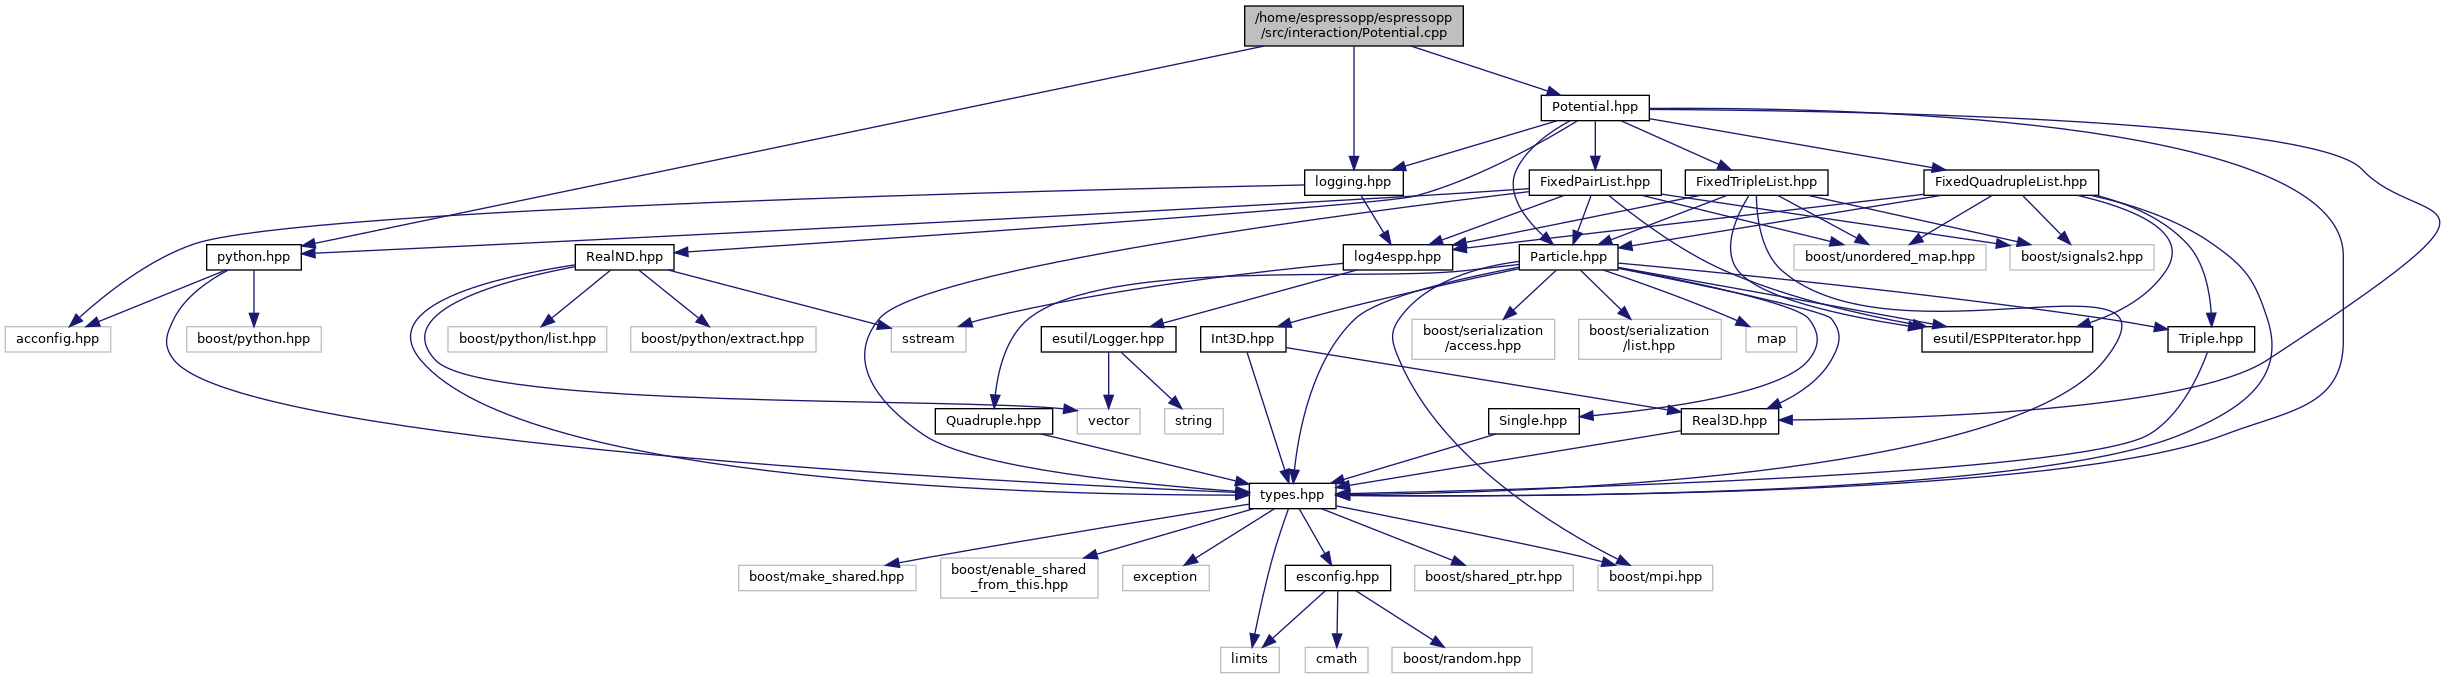 /home/espressopp/espressopp
/src/interaction/Potential.cpp
Potential.hpp
logging.hpp
FixedPairList.hpp
FixedTripleList.hpp
FixedQuadrupleList.hpp
python.hpp
RealND.hpp
log4espp.hpp
Particle.hpp
boost/unordered_map.hpp
boost/signals2.hpp
acconfig.hpp
boost/python.hpp
boost/python/list.hpp
boost/python/extract.hpp
sstream
esutil/Logger.hpp
Int3D.hpp
boost/serialization
/access.hpp
boost/serialization
/list.hpp
map
esutil/ESPPIterator.hpp
Triple.hpp
Quadruple.hpp
vector
string
Single.hpp
Real3D.hpp
types.hpp
boost/make_shared.hpp
boost/enable_shared
_from_this.hpp
exception
esconfig.hpp
boost/shared_ptr.hpp
boost/mpi.hpp
limits
cmath
boost/random.hpp